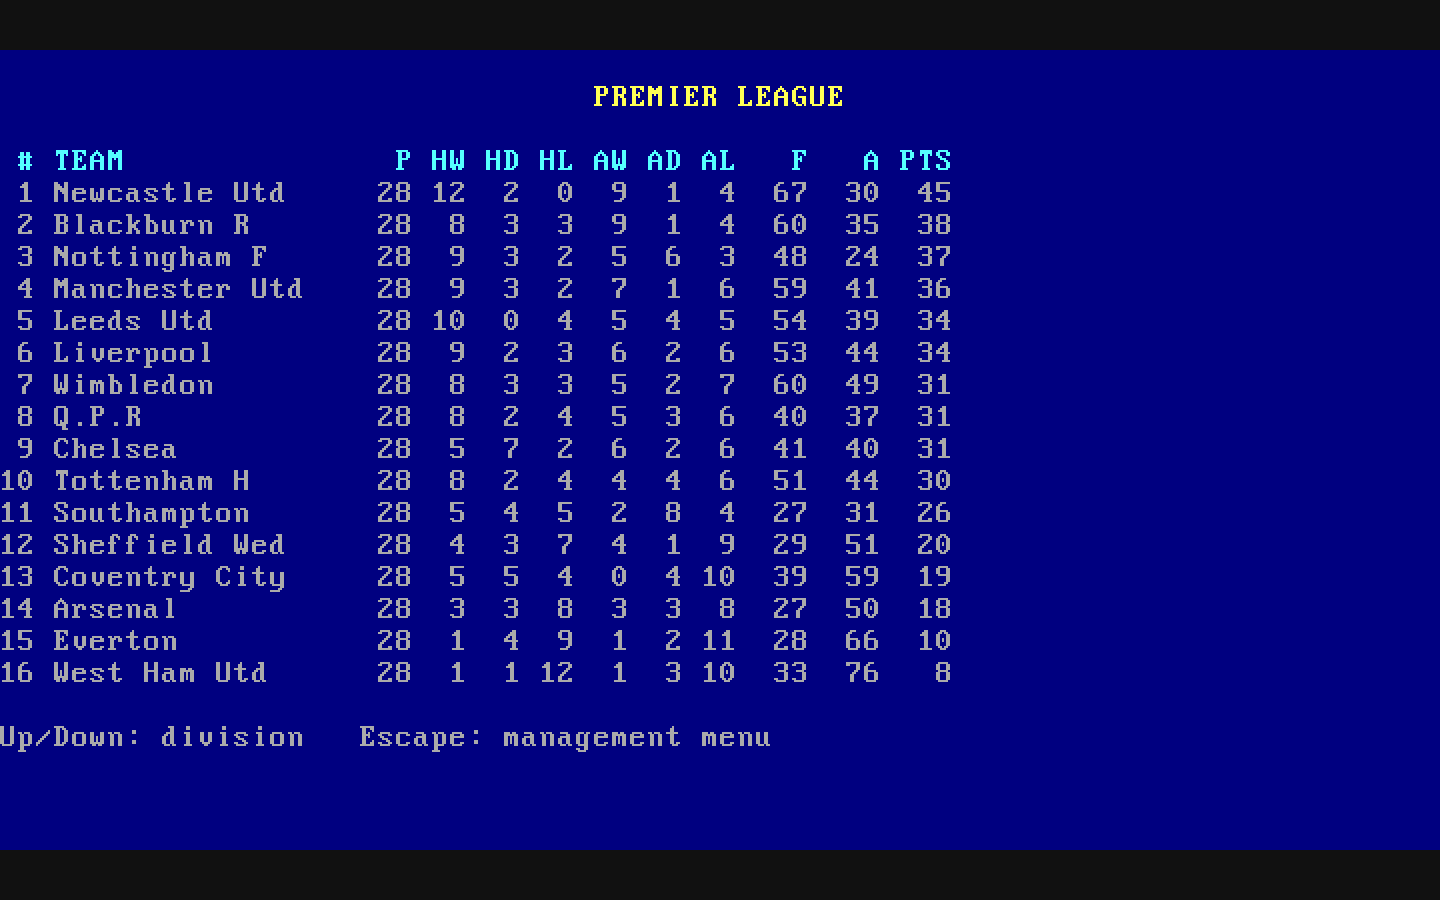 PREMIER LEAGUE
# TEAM P HW HD HL AW AD AL F A PTS
1 Newcastle Utd 28 12 2 0 9 1 4 67 30 45
2 Blackburn R 28 8 3 3 9 1 4 60 35 38
3 Nottingham F 28 9 3 2 5 6 3 48 24 37
4 Manchester Utd 28 9 3 2 7 1 6 59 41 36
5 Leeds Utd 28 10 0 4 5 4 5 54 39 34
6 Liverpool 28 9 2 3 6 2 6 53 44 34
7 Wimbledon 28 8 3 3 5 2 7 60 49 31
8 Q.P.R 28 8 2 4 5 3 6 40 37 31
9 Chelsea 28 5 7 2 6 2 6 41 40 31
10 Tottenham H 28 8 2 4 4 4 6 51 44 30
11 Southampton 28 5 4 5 2 8 4 27 31 26
12 Sheffield Wed 28 4 3 7 4 1 9 29 51 20
13 Coventry City 28 5 5 4 0 4 10 39 59 19
14 Arsenal 28 3 3 8 3 3 8 27 50 18
15 Everton 28 1 4 9 1 2 11 28 66 10
16 West Ham Utd 28 1 1 12 1 3 10 33 76 8
Up/Down: division Escape: management menu